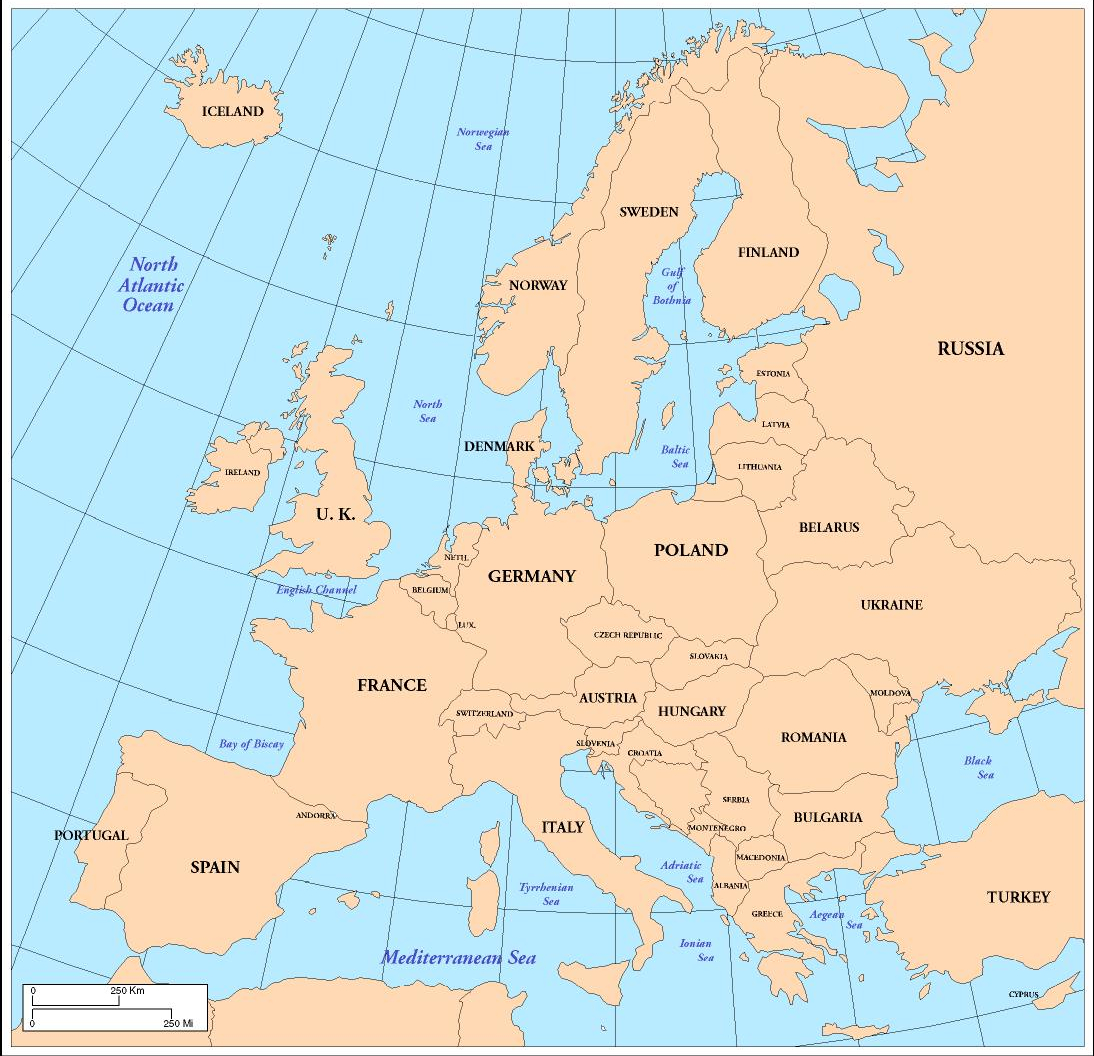 ICELAND
Norwegian
Sea
SWEDEN
FINLAND
North
Atlantic
Ocean
NORWAY
Gulf
of
Bothnia
RUSSIA
ESTONIA
North
Sea
LATVIA
DENMARK
Baltic
Sea
LITHUANIA
IRELAND
U. K.
BELARUS
POLAND
NETH.
GERMANY
English Channel
BELGIUM
UKRAINE
LUX.
CZECH REPUBLIC
SLOVAKIA
FRANCE
AUSTRIA
MOLDOVA
SWITZERLAND
HUNGARY
ROMANIA
Bay of Biscay
SLOVENIA
CROATIA
Black
Sea
SERBIA
ANDORRA
BULGARIA
ITALY
MONTENEGRO
PORTUGAL
MACEDONIA
SPAIN
Adriatic
Sea
ALBANIA
Tyrrhenian
Sea
TURKEY
GREECE
Aegean
Sea
Ionian
Sea
Mediterranean Sea
CYPRUS
0 250 Km
0 250 Mi